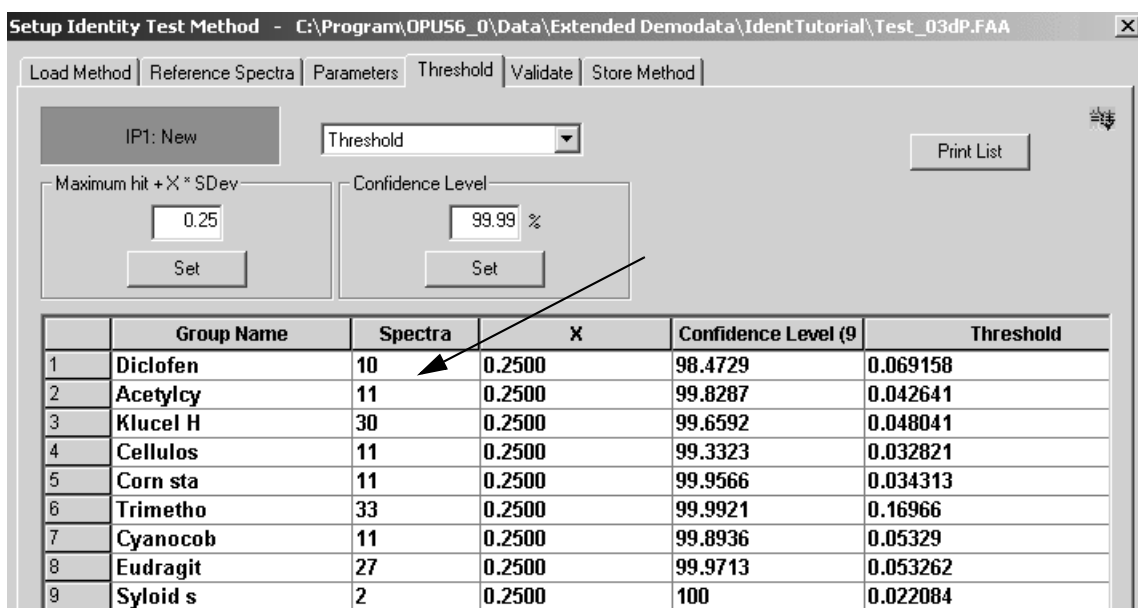 Setup Identity Test Method - C:\Program\OPUS6_0\Data\Extended Demodata\IdentTutorial\Test_03dP.FAA
Load Method Reference Spectra Parameters Threshold Validate Store Method
IP1: New Threshold Print List
Maximum hit + X * SDev Confidence Level
0.25 99.99 %
Set Set
Group Name Spectra X Confidence Level (9 Threshold
1 Diclofen 10 0.2500 98.4729 0.069158
2 Acetylcy 11 0.2500 99.8287 0.042641
3 Klucel H 30 0.2500 99.6592 0.048041
4 Cellulos 11 0.2500 99.3323 0.032821
5 Corn sta 11 0.2500 99.9566 0.034313
6 Trimetho 33 0.2500 99.9921 0.16966
7 Cyanocob 11 0.2500 99.8936 0.05329
8 Eudragit 27 0.2500 99.9713 0.053262
9 Syloid s 2 0.2500 100 0.022084